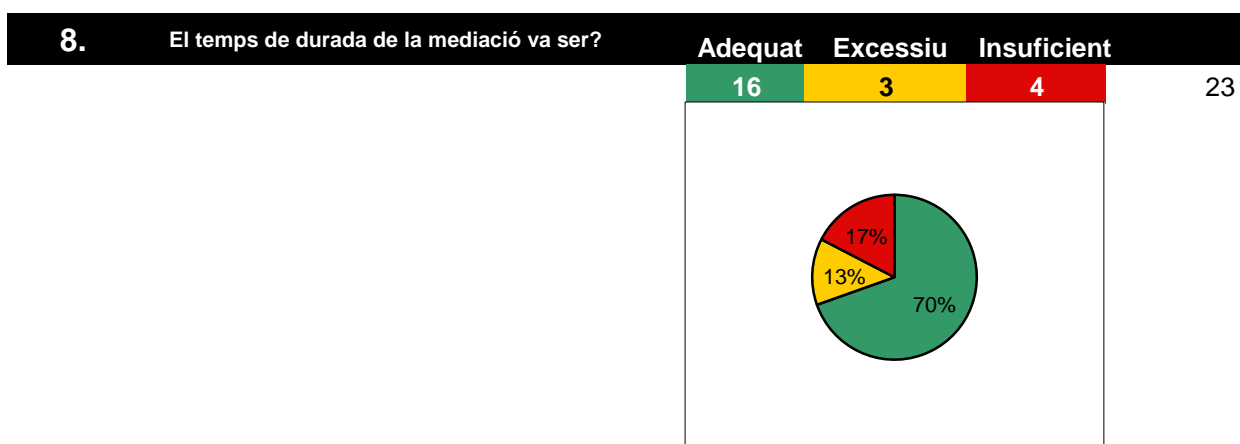 8. El temps de durada de la mediació va ser? Adequat Excessiu Insuficient
16 3 4 23
17%
13%
70%